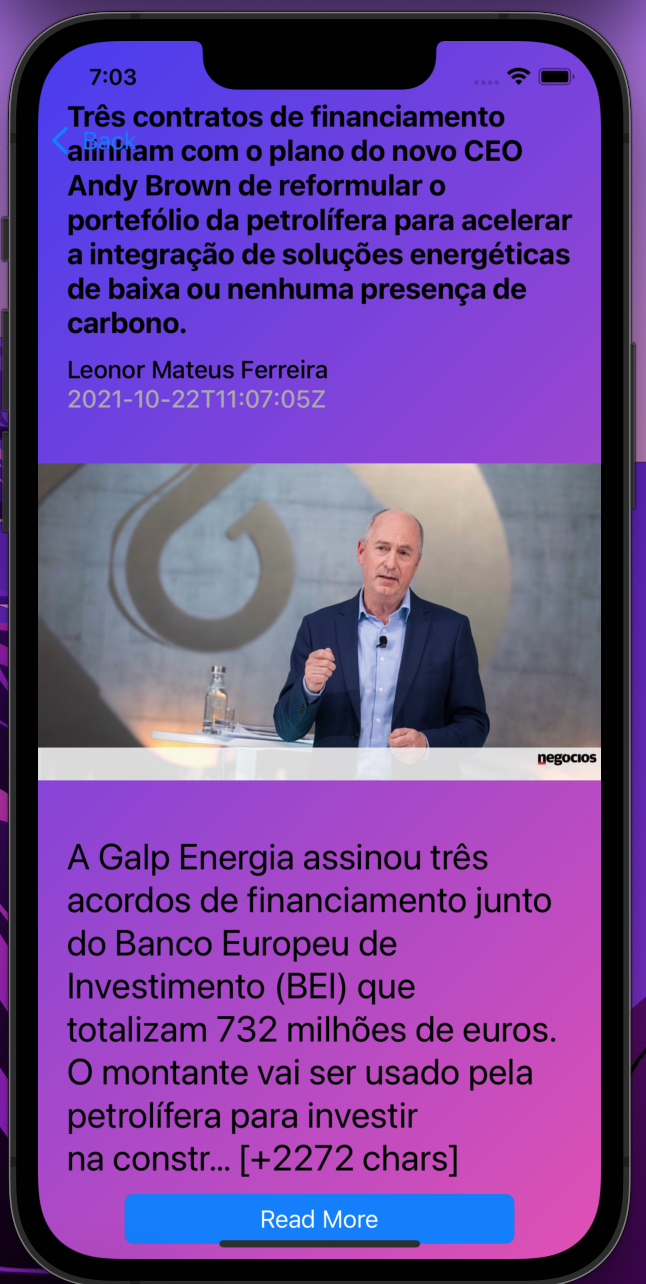 7:03
Três contratos de financiamento
Back
alinham com o plano do novo CEO
Andy Brown de reformular o
portefólio da petrolífera para acelerar
a integração de soluções energéticas
de baixa ou nenhuma presença de
carbono.
Leonor Mateus Ferreira
2021-10-22T11:07:05Z
negocios
A Galp Energia assinou três
acordos de financiamento junto
do Banco Europeu de
Investimento (BEI) que
totalizam 732 milhões de euros.
O montante vai ser usado pela
petrolífera para investir
na constr... [+2272 chars]
Read More